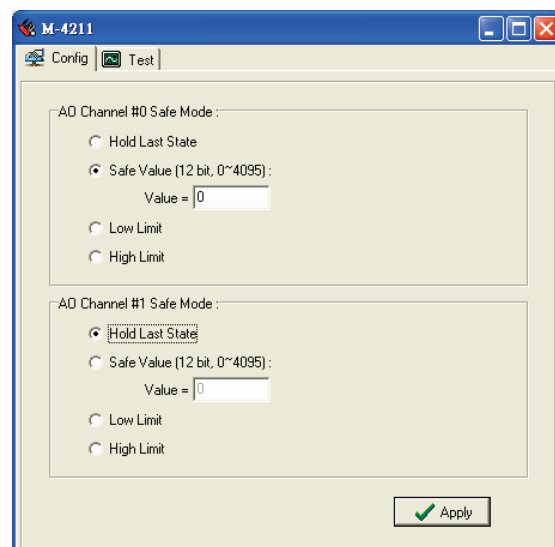 M-4211
Config Test
AO Channel #0 Safe Mode :
Hold Last State
Safe Value (12 bit, 0~4095) :
Value = 0
Low Limit
High Limit
AO Channel #1 Safe Mode :
Hold Last State
Safe Value (12 bit, 0~4095) :
Value = 0
Low Limit
High Limit
Apply